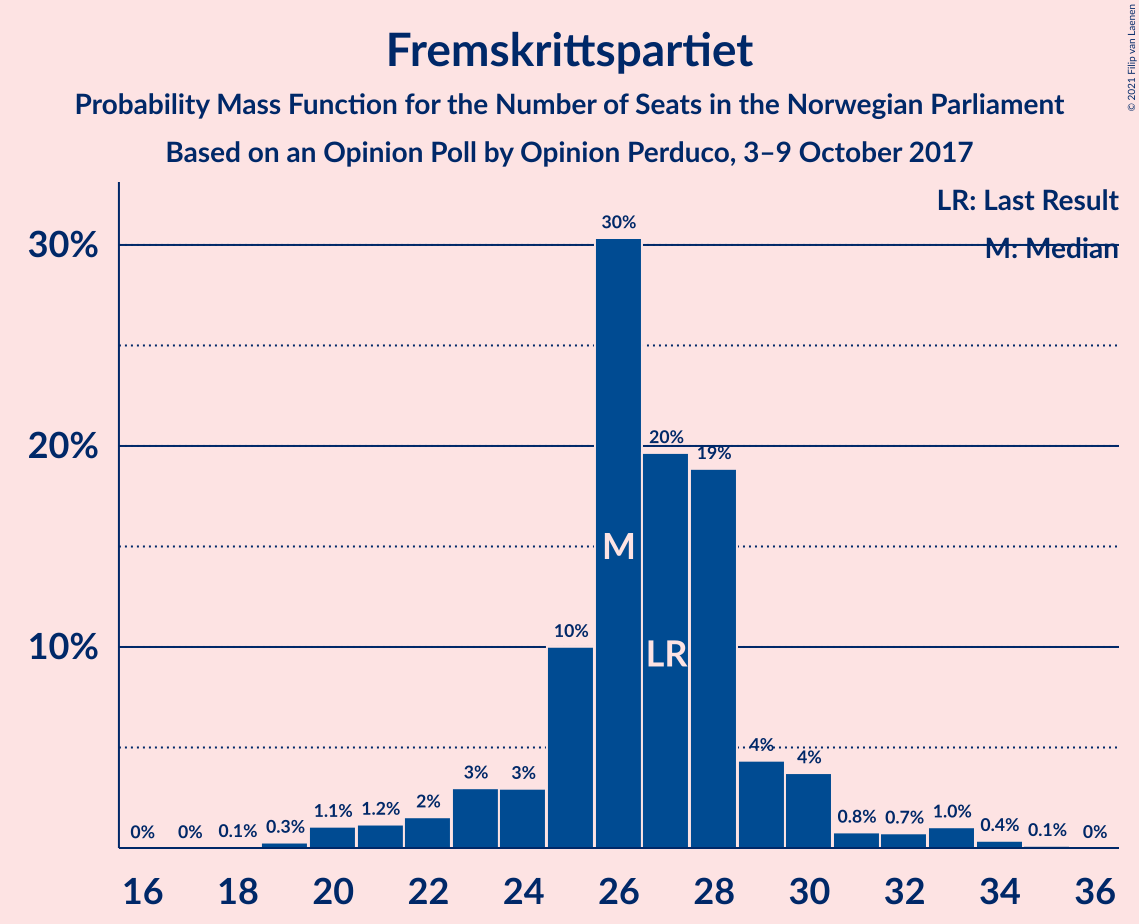 Fremskrittspartiet
Probability Mass Function for the Number of Seats in the Norwegian Parliament
Based on an Opinion Poll by Opinion Perduco, 3–9 October 2017
© 2021 Filip van Laenen
LR: Last Result
M: Median
30%
20%
10%
0% 0% 0.1% 0.3% 1.1% 1.2% 2% 3% 3% 10% 30% 20% 19% 4% 4% 0.8% 0.7% 1.0% 0.4% 0.1% 0%
M
LR
16 18 20 22 24 26 28 30 32 34 36